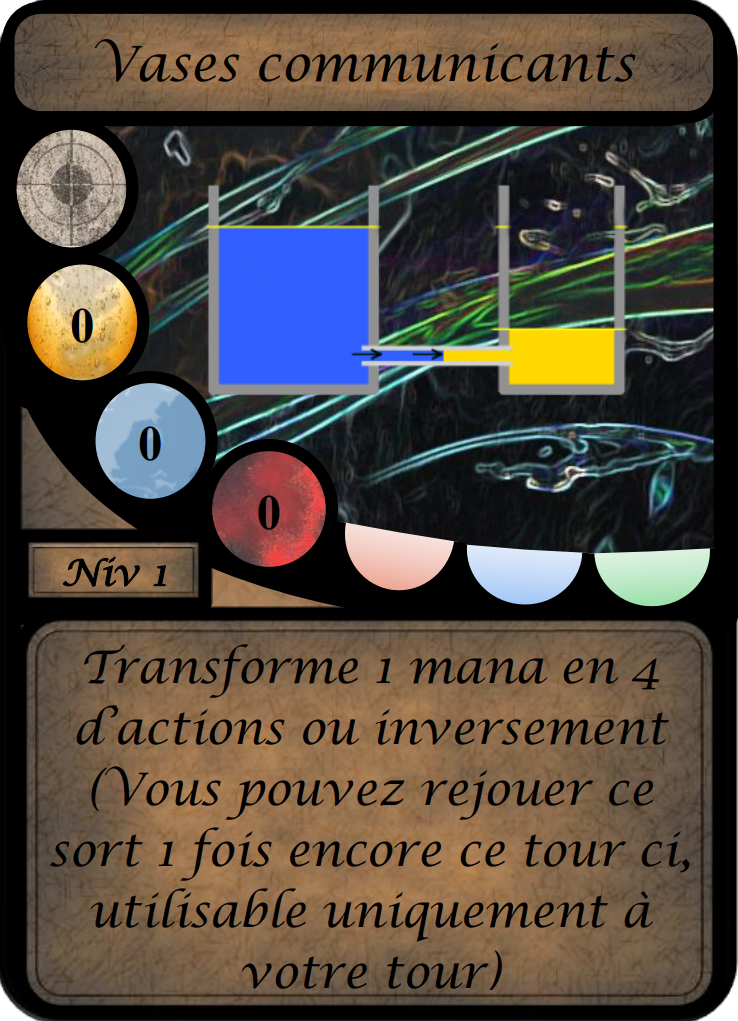 Vases communicants
0
0
0
Niv 1
Transforme 1 mana en 4
d'actions ou inversement
(Vous pouvez rejouer ce
sort 1 fois encore ce tour ci,
utilisable uniquement à
votre tour)